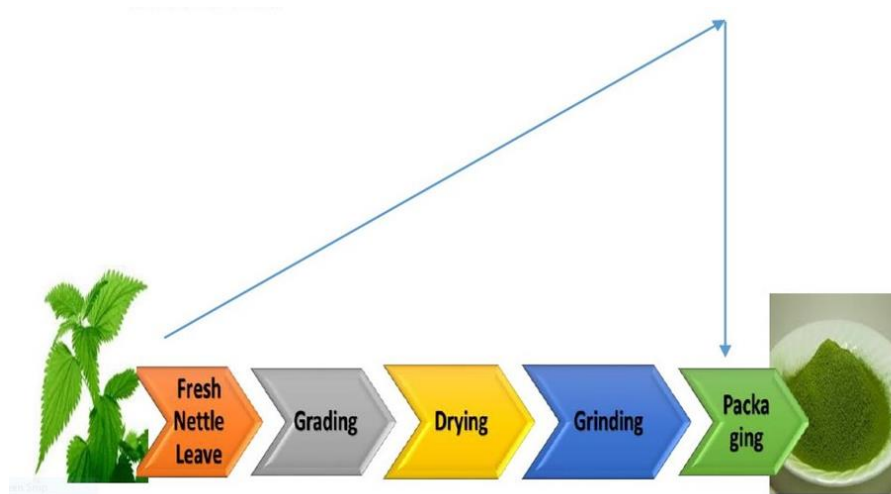 Fresh
Nettle
Leave
Grading
Drying
Grinding
Packa
ging